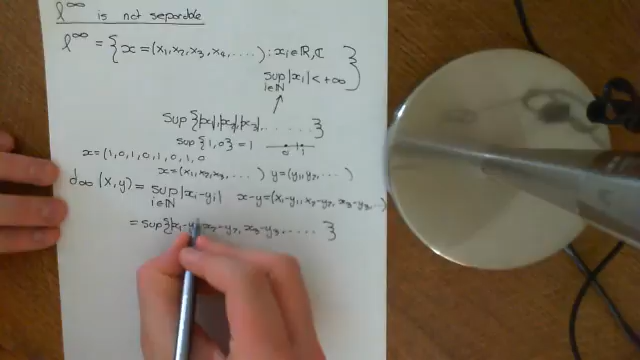 l^∞ is not separable
l^∞ = { x = (x₁, x₂, x₃, x₄, .....) : xᵢ ∈ ℝ, ℂ
sup |xᵢ| < +∞ }
i∈ℕ
sup { |x₁|, |x₂|, |x₃|, ...... }
sup {1, 0} = 1
0 1
x = (1, 0, 1, 0, 1, 0, 1, 0
x = (x₁, x₂, x₃, ...) y = (y₁, y₂, .....)
d∞ (x, y) = sup |xᵢ - yᵢ| x - y = (x₁ - y₁, x₂ - y₂, x₃ - y₃, ...)
i∈ℕ
= sup { |x₁ - y₁ x₂ - y₂, x₃ - y₃, ..... }